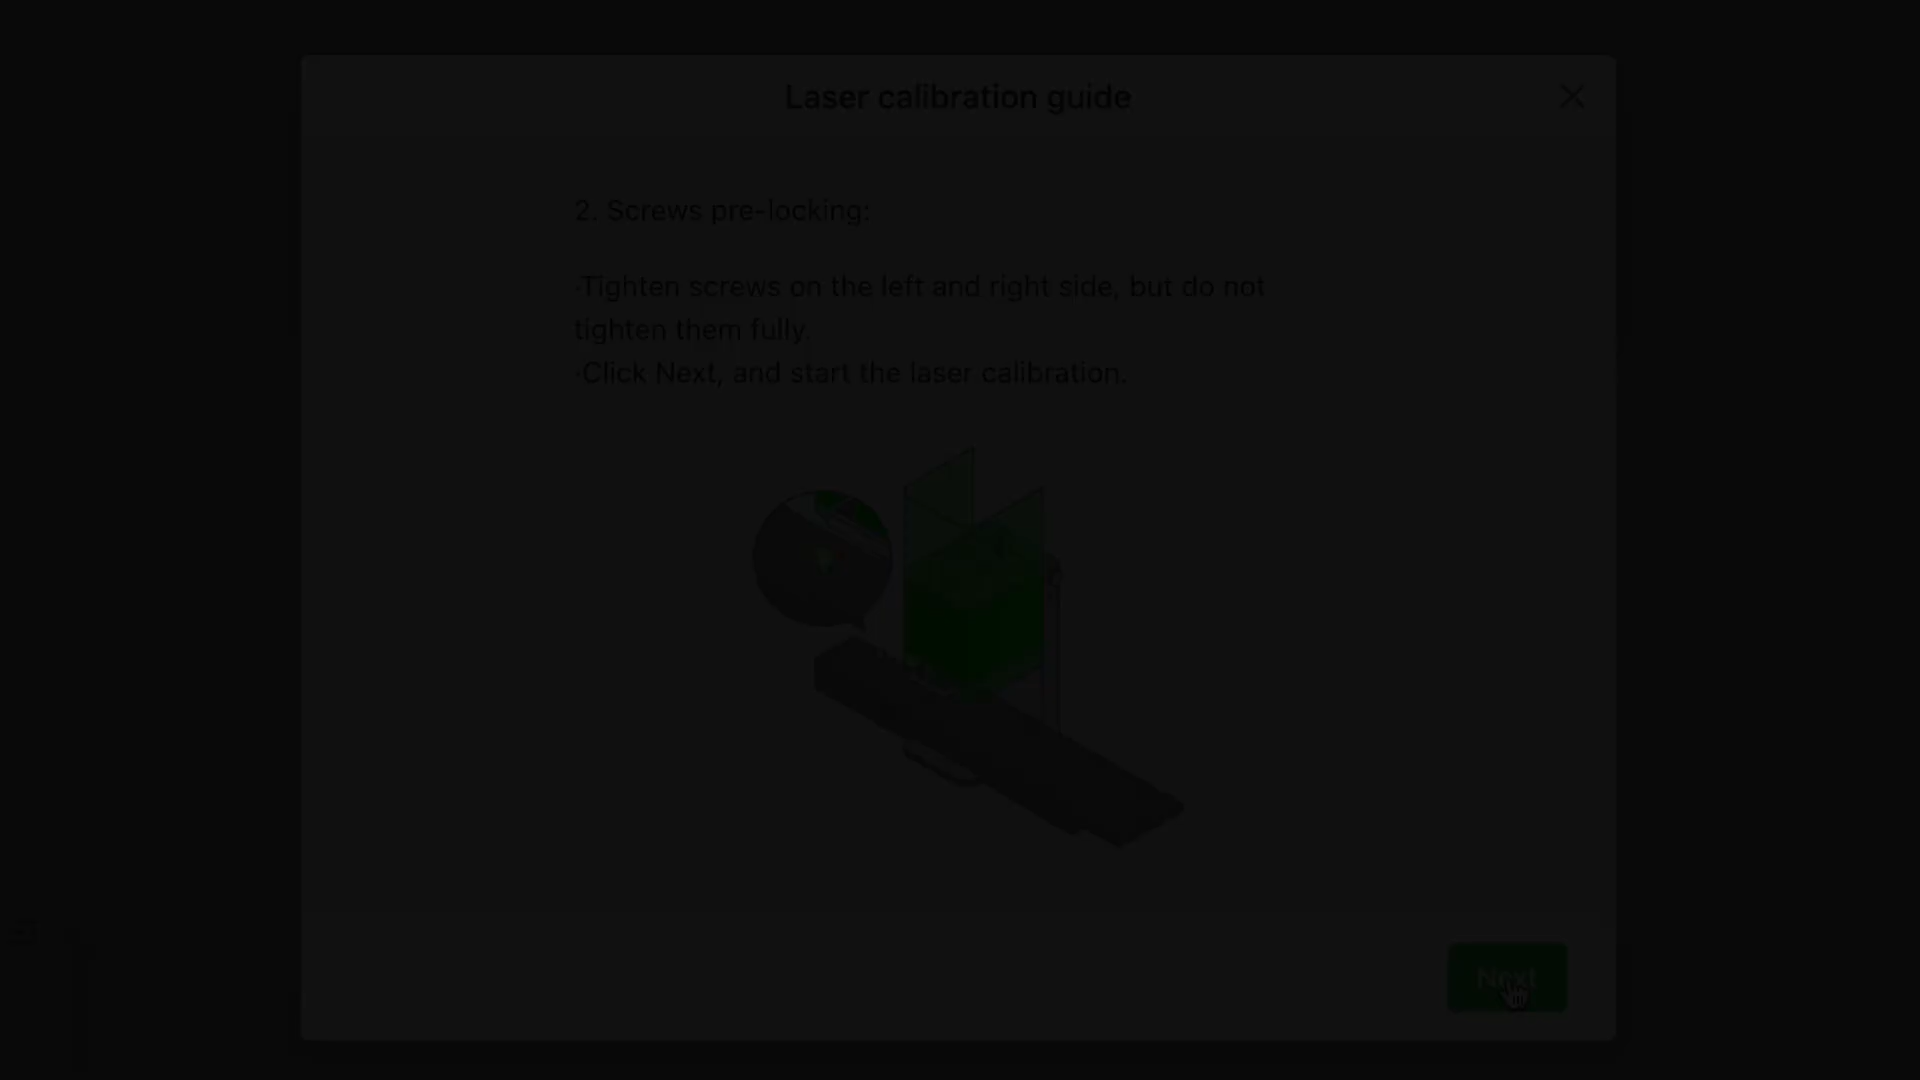 Laser calibration guide
2. Screws pre-locking:
·Tighten screws on the left and right side, but do not
tighten them fully.
·Click Next, and start the laser calibration.
Next